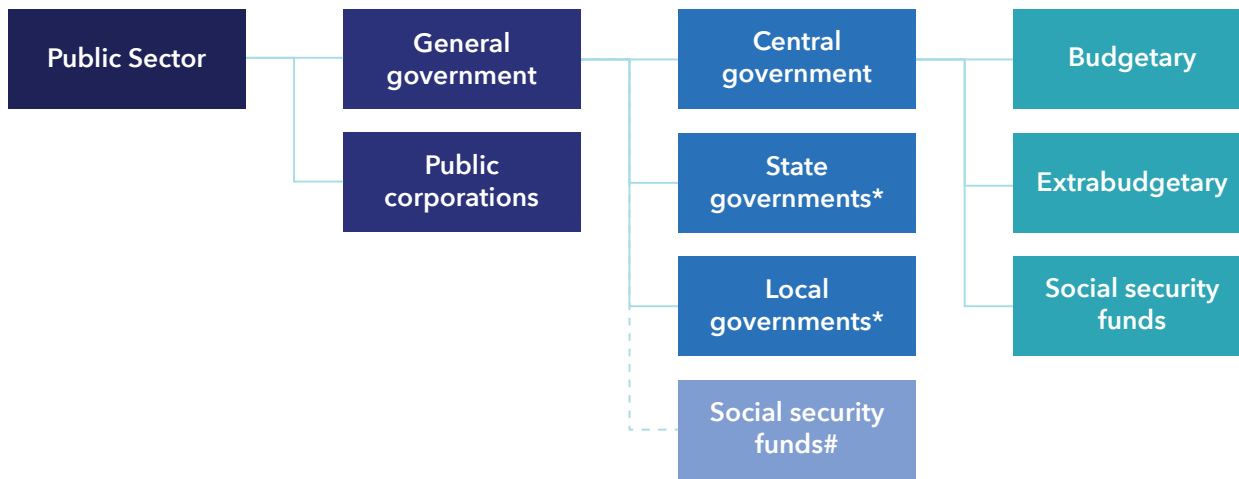 Public Sector
General
government
Public
corporations
Central
government
State
governments*
Local
governments*
Social security
funds#
Budgetary
Extrabudgetary
Social security
funds